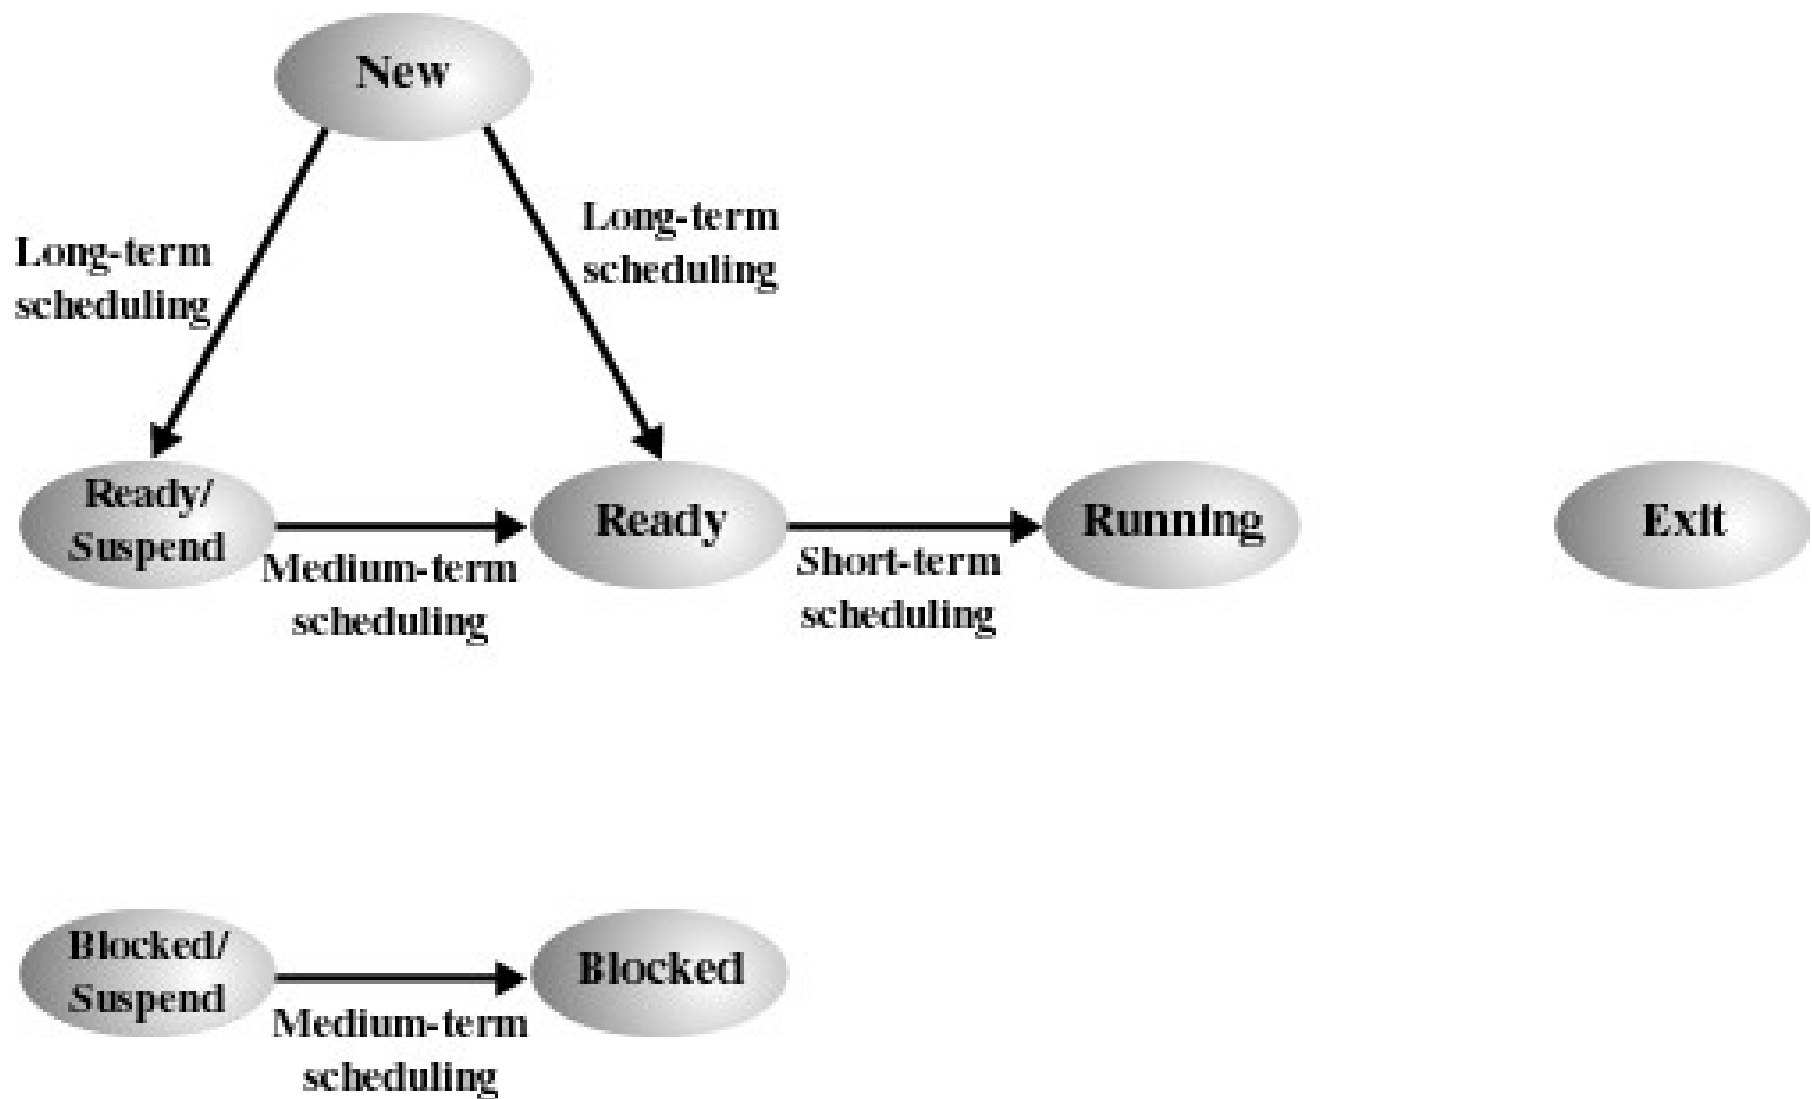 New
Long-term
scheduling
Long-term
scheduling
Ready/
Suspend
Medium-term
scheduling
Ready
Short-term
scheduling
Running
Exit
Blocked/
Suspend
Medium-term
scheduling
Blocked